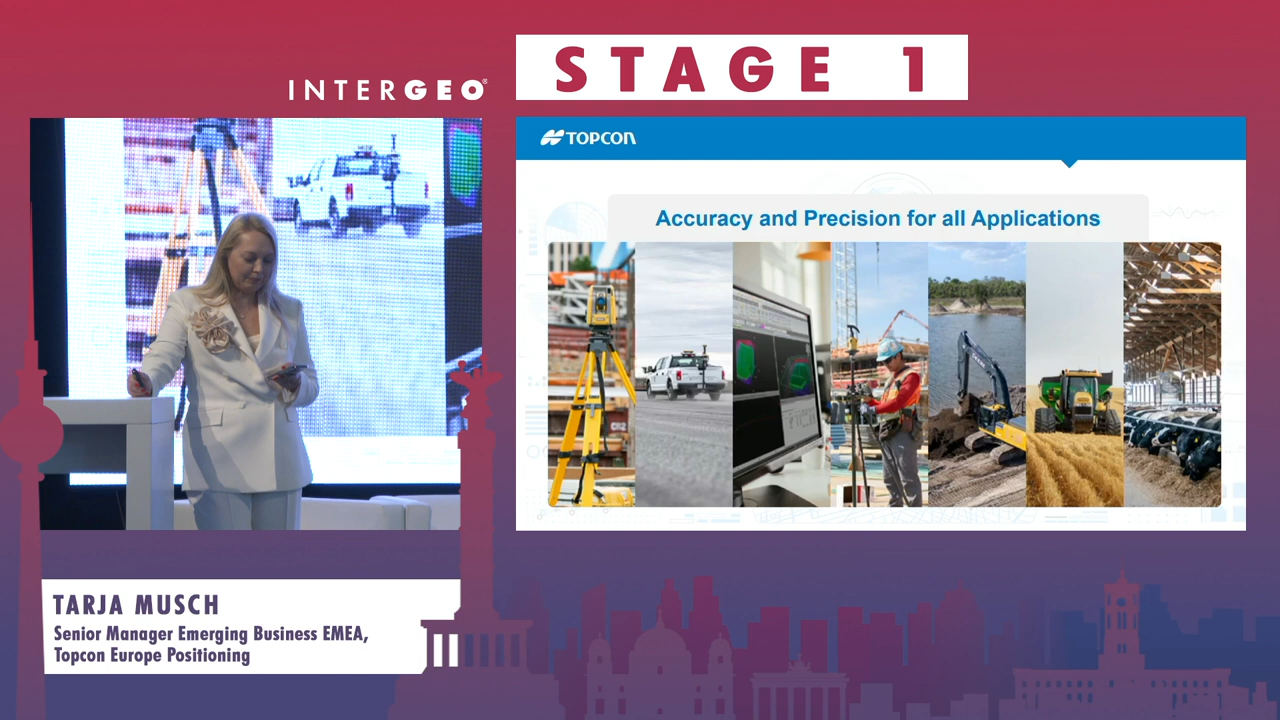 INTERGEO®
STAGE 1
TOPCON
Accuracy and Precision for all Applications
TARJA MUSCH
Senior Manager Emerging Business EMEA,
Topcon Europe Positioning